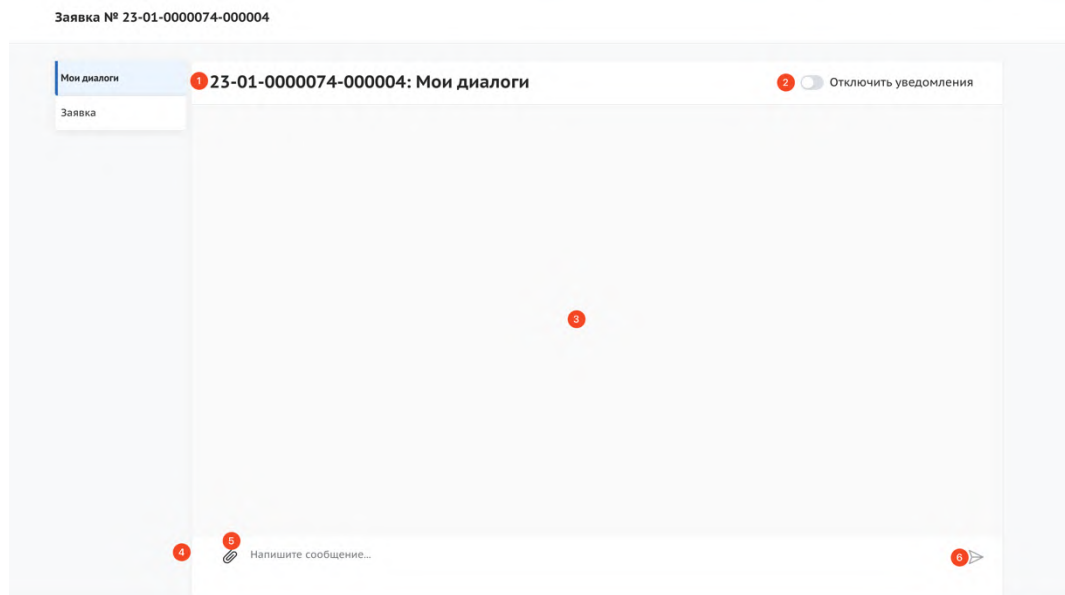 Заявка № 23-01-0000074-000004
Мои диалоги
1 23-01-0000074-000004: Мои диалоги
2 Отключить уведомления
Заявка
3
4
5
Напишите сообщение...
6